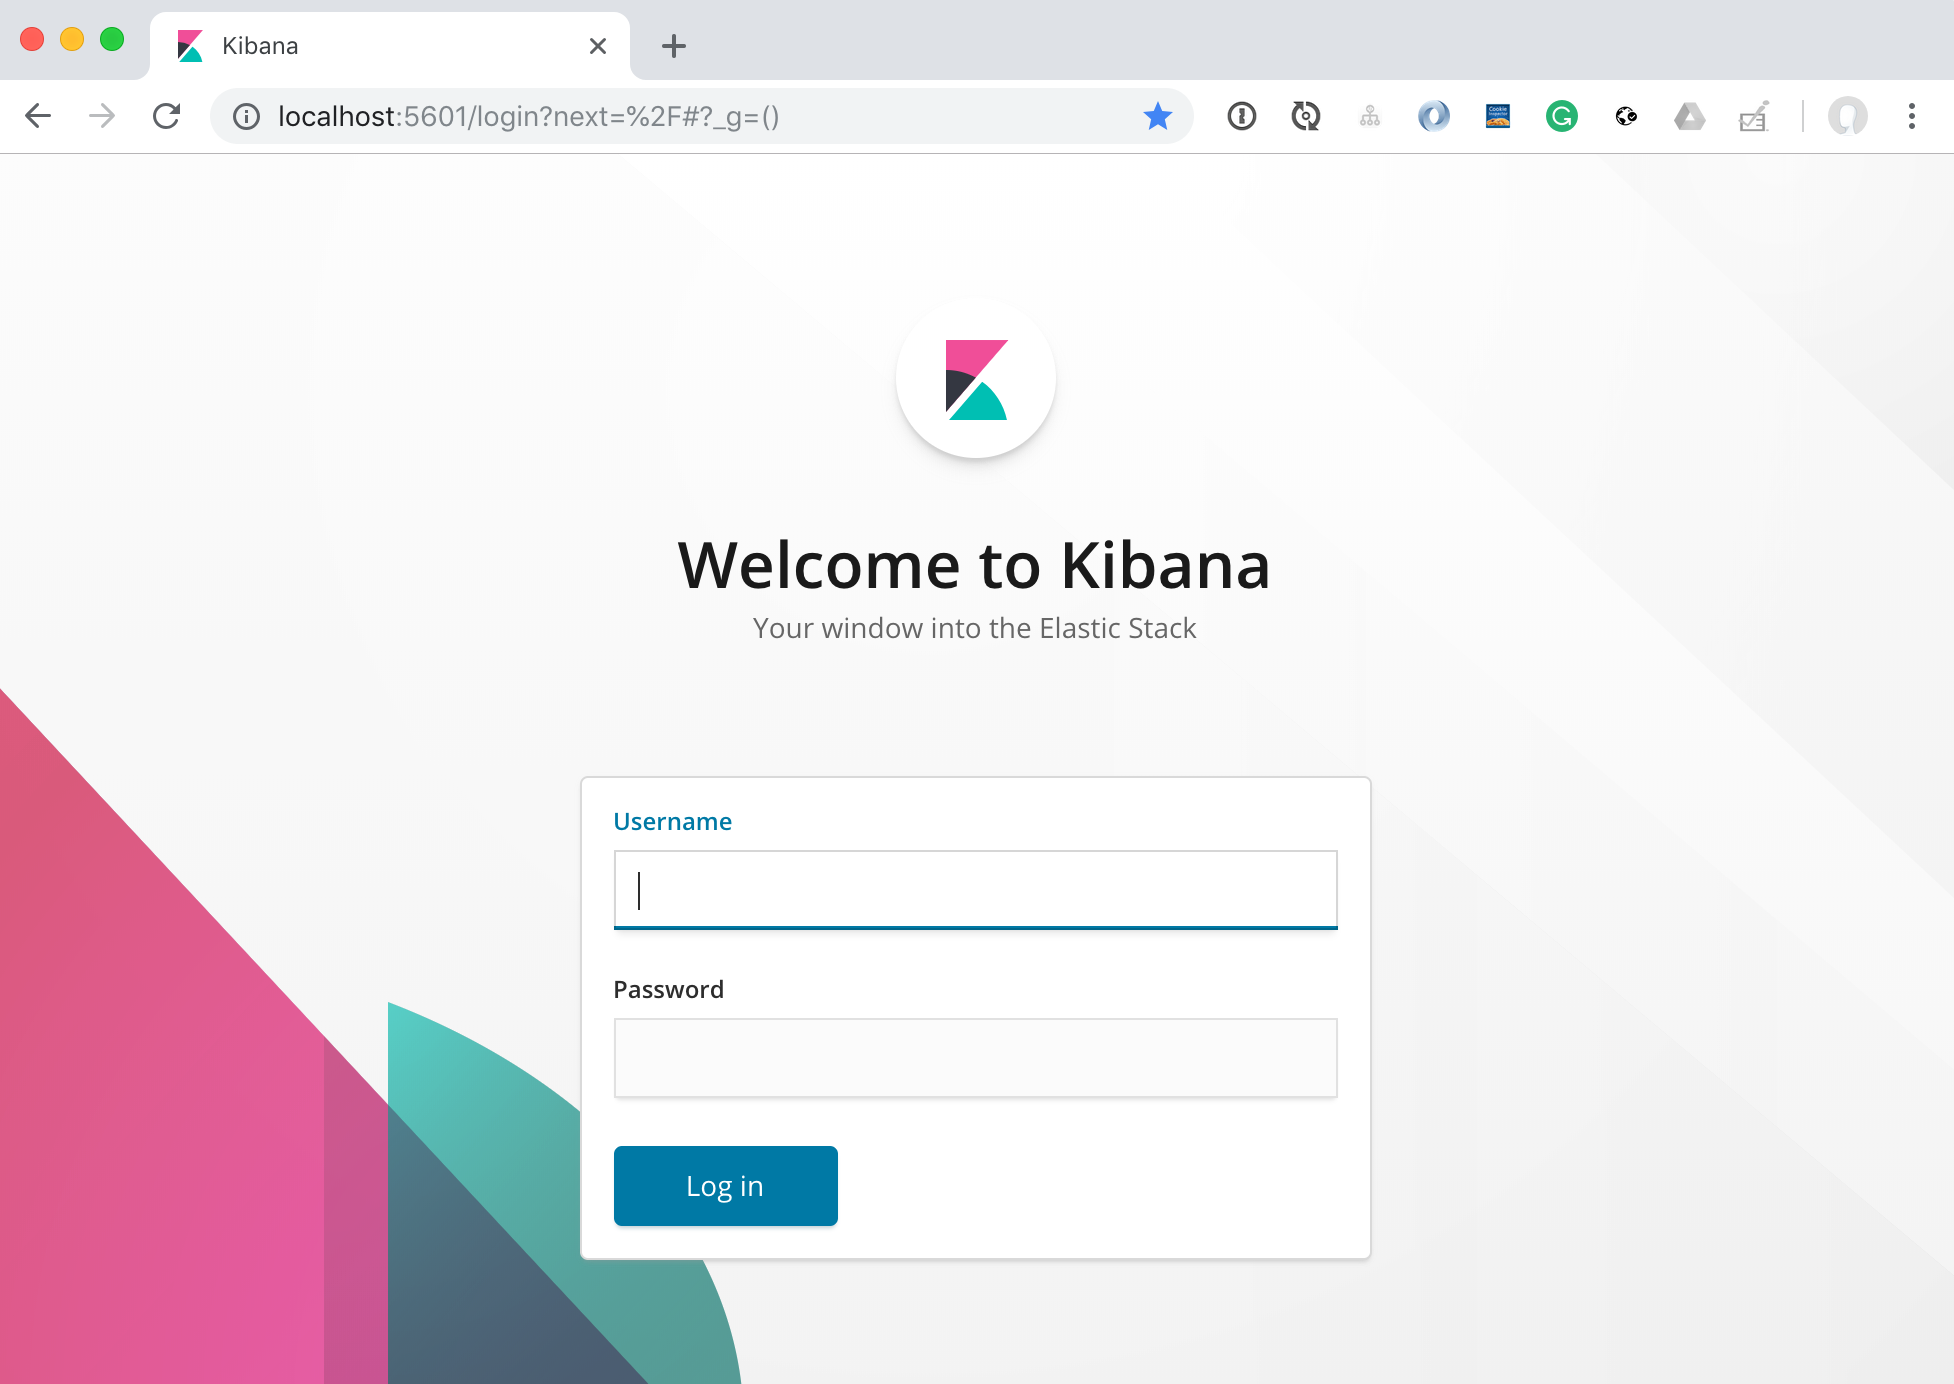 Kibana
localhost:5601/login?next=%2F#?_g=()
Welcome to Kibana
Your window into the Elastic Stack
Username
Password
Log in